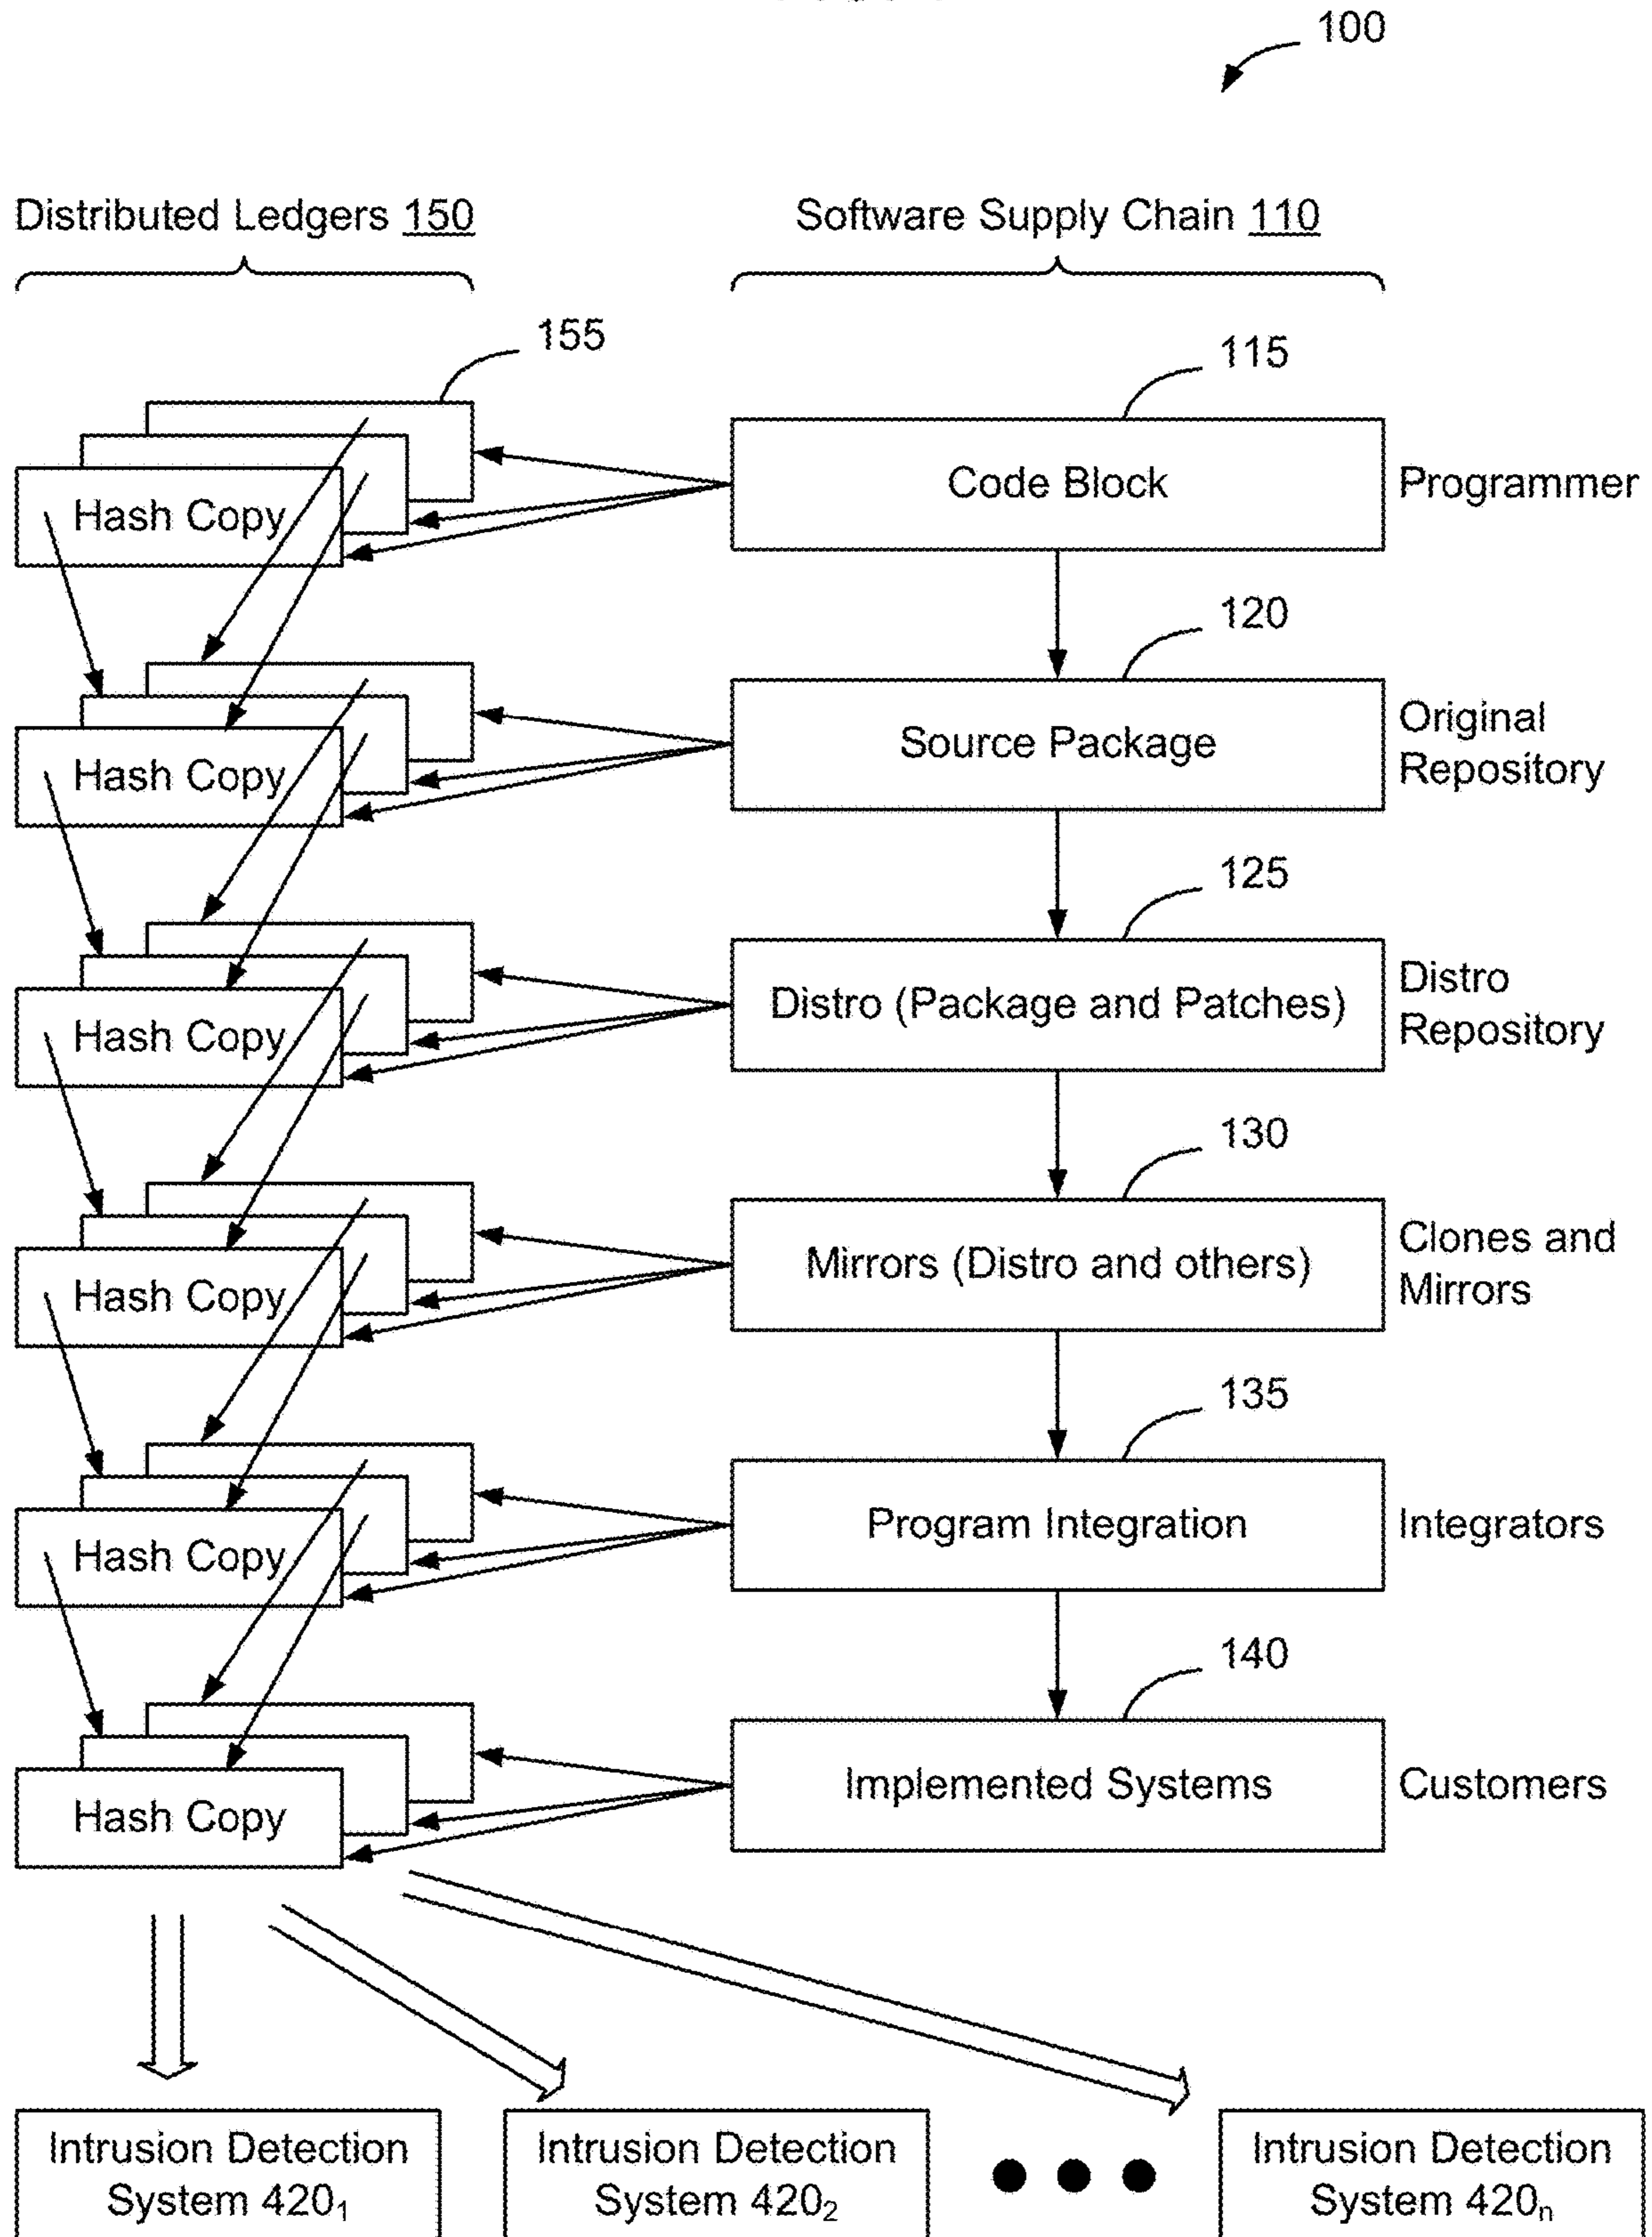 100
Distributed Ledgers 150
Software Supply Chain 110
155
115
Hash Copy
Code Block
Programmer
120
Hash Copy
Source Package
Original
Repository
125
Hash Copy
Distro (Package and Patches)
Distro
Repository
130
Hash Copy
Mirrors (Distro and others)
Clones and
Mirrors
135
Hash Copy
Program Integration
Integrators
140
Hash Copy
Implemented Systems
Customers
Intrusion Detection
System 420₁
Intrusion Detection
System 420₂
Intrusion Detection
System 420ₙ